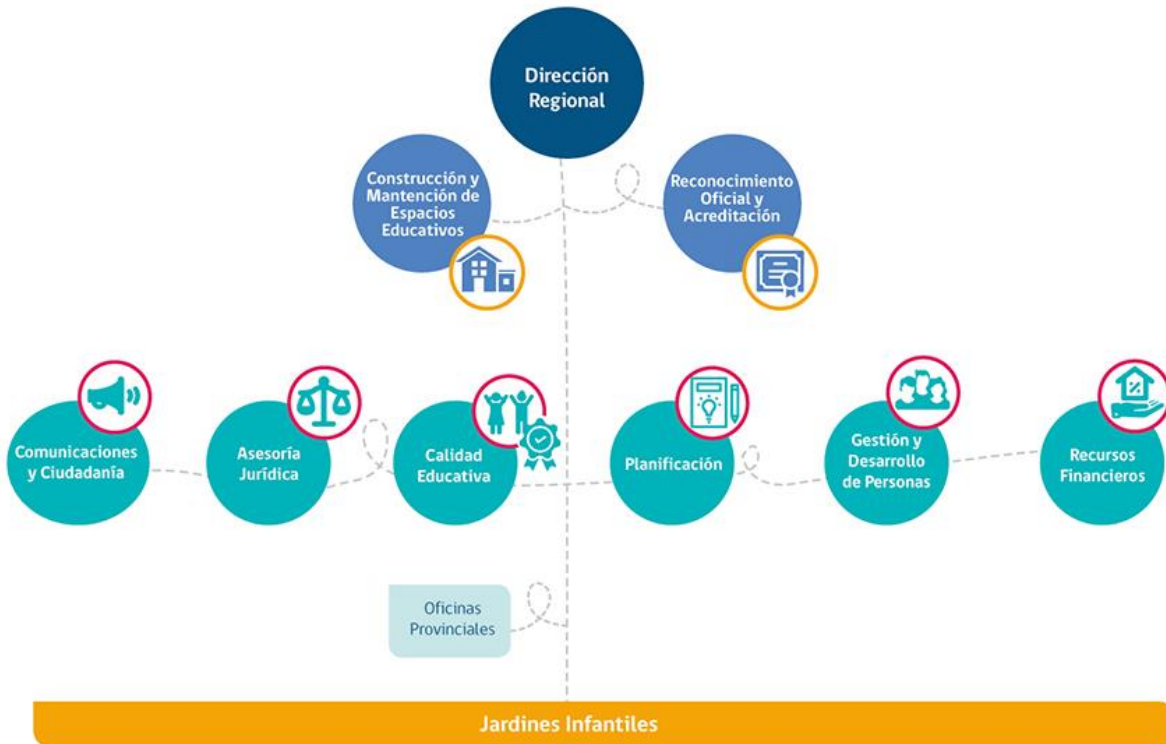 Dirección
Regional
Construcción y
Mantención de
Espacios
Educativos
Reconocimiento
Oficial y
Acreditación
Comunicaciones
y Ciudadanía
Asesoría
Jurídica
Calidad
Educativa
Planificación
Gestión y
Desarrollo
de Personas
Recursos
Financieros
Oficinas
Provinciales
Jardines Infantiles